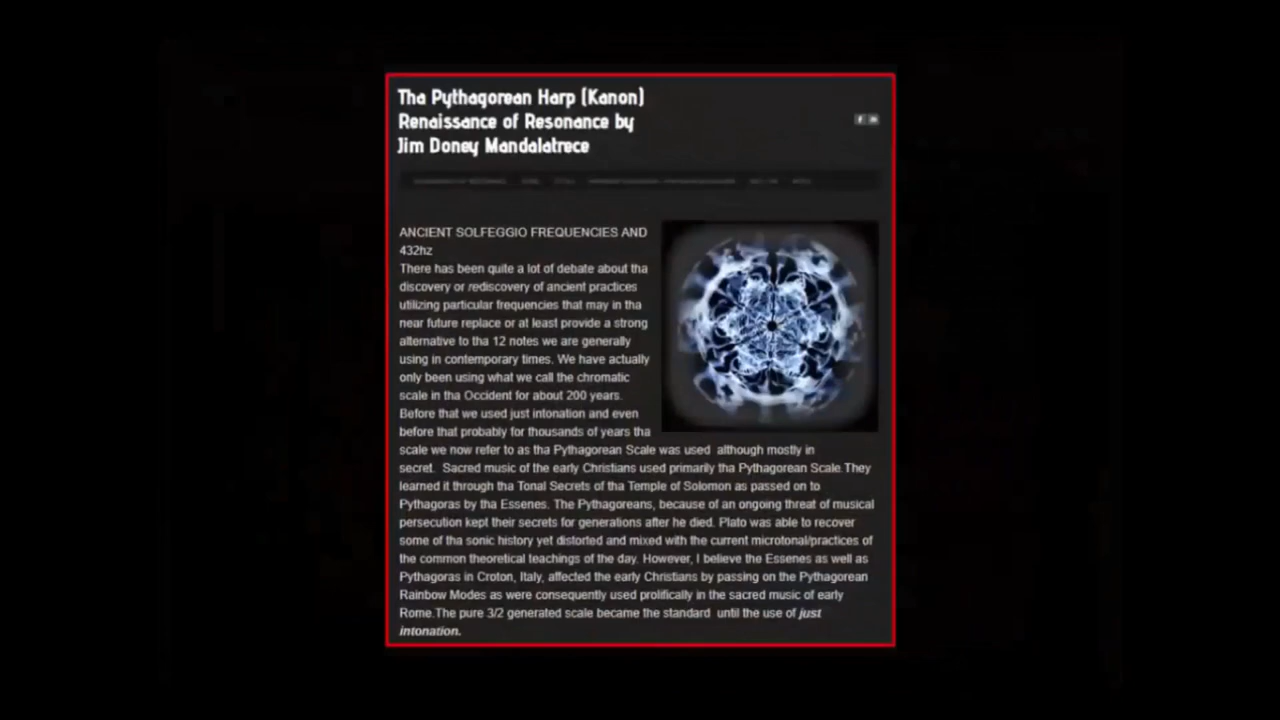 Tha Pythagorean Harp (Kanon)
Renaissance of Resonance by
Jim Doney Mandalatrece
ANCIENT SOLFEGGIO FREQUENCIES AND
432hz
There has been quite a lot of debate about tha
discovery or rediscovery of ancient practices
utilizing particular frequencies that may in tha
near future replace or at least provide a strong
alternative to tha 12 notes we are generally
using in contemporary times. We have actually
only been using what we call the chromatic
scale in tha Occident for about 200 years.
Before that we used just intonation and even
before that probably for thousands of years tha
scale we now refer to as tha Pythagorean Scale was used although mostly in
secret. Sacred music of the early Christians used primarily tha Pythagorean Scale.They
learned it through tha Tonal Secrets of tha Temple of Solomon as passed on to
Pythagoras by tha Essenes. The Pythagoreans, because of an ongoing threat of musical
persecution kept their secrets for generations after he died. Plato was able to recover
some of tha sonic history yet distorted and mixed with the current microtonal/practices of
the common theoretical teachings of the day. However, I believe the Essenes as well as
Pythagoras in Croton, Italy, affected the early Christians by passing on the Pythagorean
Rainbow Modes as were consequently used prolifically in the sacred music of early
Rome.The pure 3/2 generated scale became the standard until the use of just
intonation.